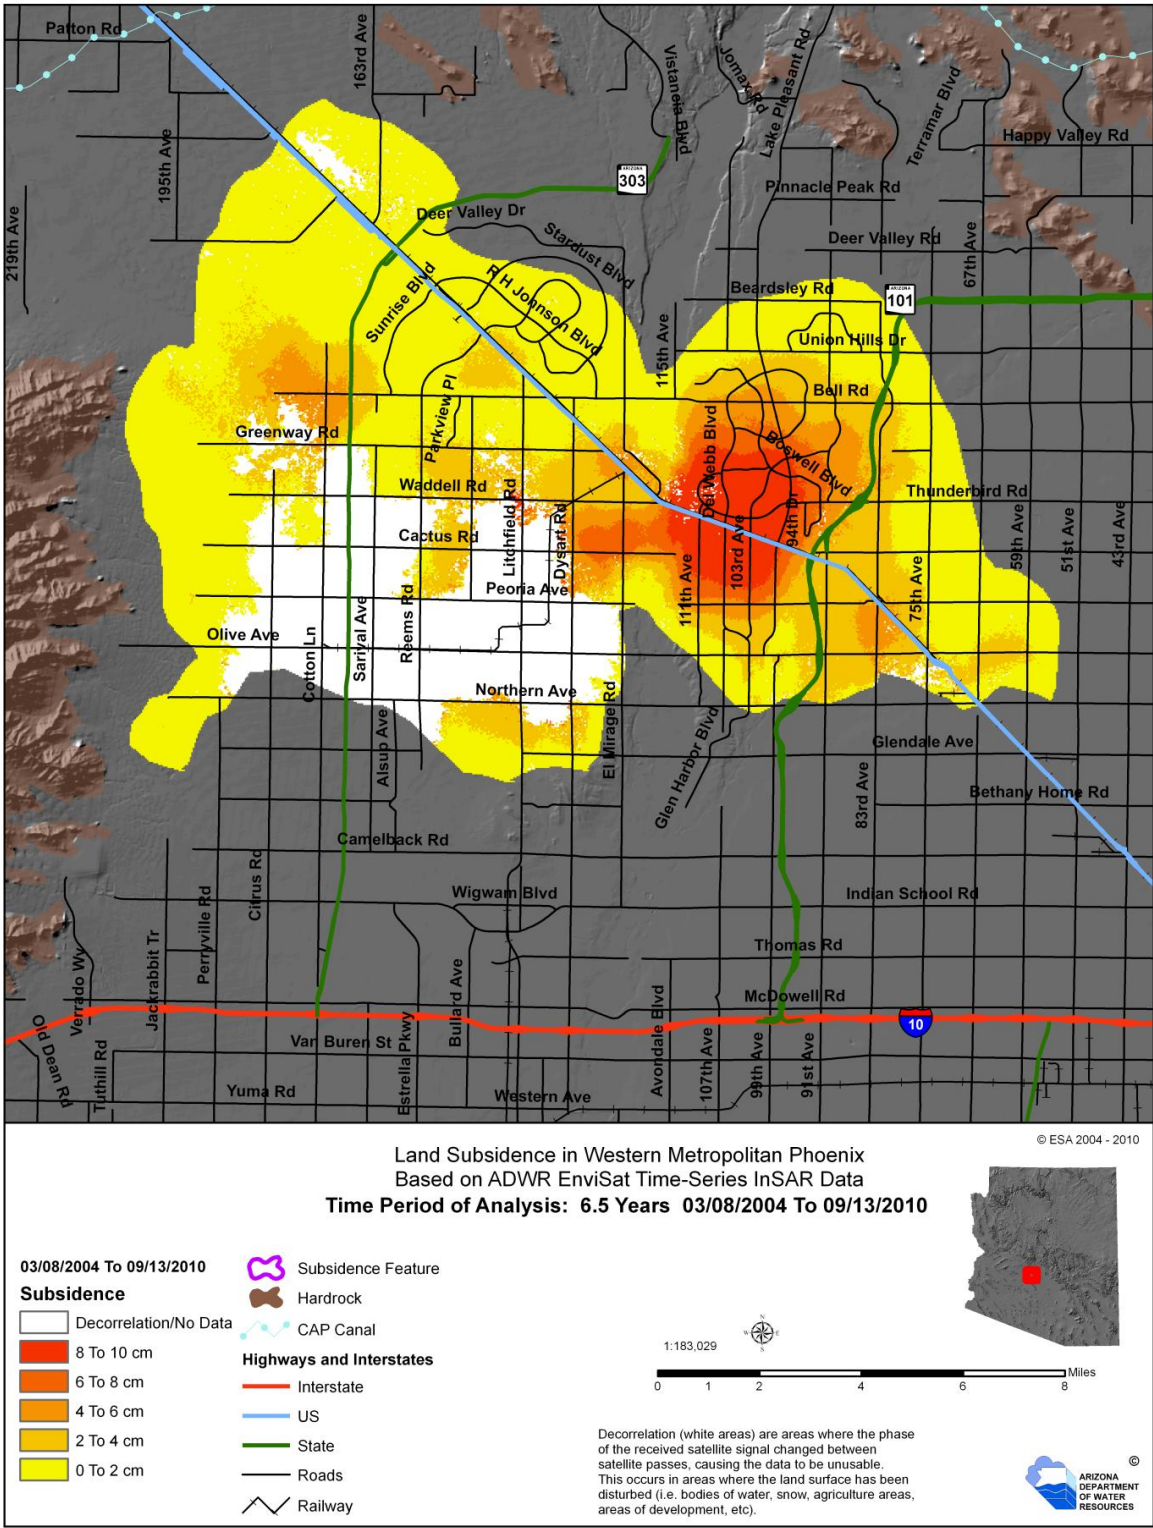 Patton Rd
163rd Ave
Vistancia Blvd
Jomax Rd
Lake Pleasant Rd
Terramar Blvd
Happy Valley Rd
195th Ave
ARIZONA
303
Pinnacle Peak Rd
219th Ave
Deer Valley Dr
Stardust Blvd
Deer Valley Rd
67th Ave
Sunrise Blvd
R H Johnson Blvd
Beardsley Rd
ARIZONA
101
115th Ave
Union Hills Dr
Parkview Pl
Bell Rd
Greenway Rd
Del Webb Blvd
Boswell Blvd
Waddell Rd
Litchfield Rd
Thunderbird Rd
Cactus Rd
Dysart Rd
94th Dr
103rd Ave
59th Ave
51st Ave
43rd Ave
Peoria Ave
111th Ave
75th Ave
Olive Ave
Cotton Ln
Sarival Ave
Reems Rd
Northern Ave
El Mirage Rd
Alsup Ave
Glen Harbor Blvd
Glendale Ave
83rd Ave
Bethany Home Rd
Camelback Rd
Citrus Rd
Perryville Rd
Wigwam Blvd
Indian School Rd
Verrado Wy
Jackrabbit Tr
Thomas Rd
Bullard Ave
Avondale Blvd
McDowell Rd
10
Old Dean Rd
Tuthill Rd
Van Buren St
Estrella Pkwy
107th Ave
99th Ave
91st Ave
Yuma Rd
Western Ave
© ESA 2004 - 2010
Land Subsidence in Western Metropolitan Phoenix
Based on ADWR EnviSat Time-Series InSAR Data
Time Period of Analysis: 6.5 Years 03/08/2004 To 09/13/2010
03/08/2004 To 09/13/2010
Subsidence
Decorrelation/No Data
8 To 10 cm
6 To 8 cm
4 To 6 cm
2 To 4 cm
0 To 2 cm
Subsidence Feature
Hardrock
CAP Canal
Highways and Interstates
Interstate
US
State
Roads
Railway
N
W E
S
1:183,029
0 1 2 4 6 8 Miles
Decorrelation (white areas) are areas where the phase
of the received satellite signal changed between
satellite passes, causing the data to be unusable.
This occurs in areas where the land surface has been
disturbed (i.e. bodies of water, snow, agriculture areas,
areas of development, etc).
©
ARIZONA
DEPARTMENT
OF WATER
RESOURCES